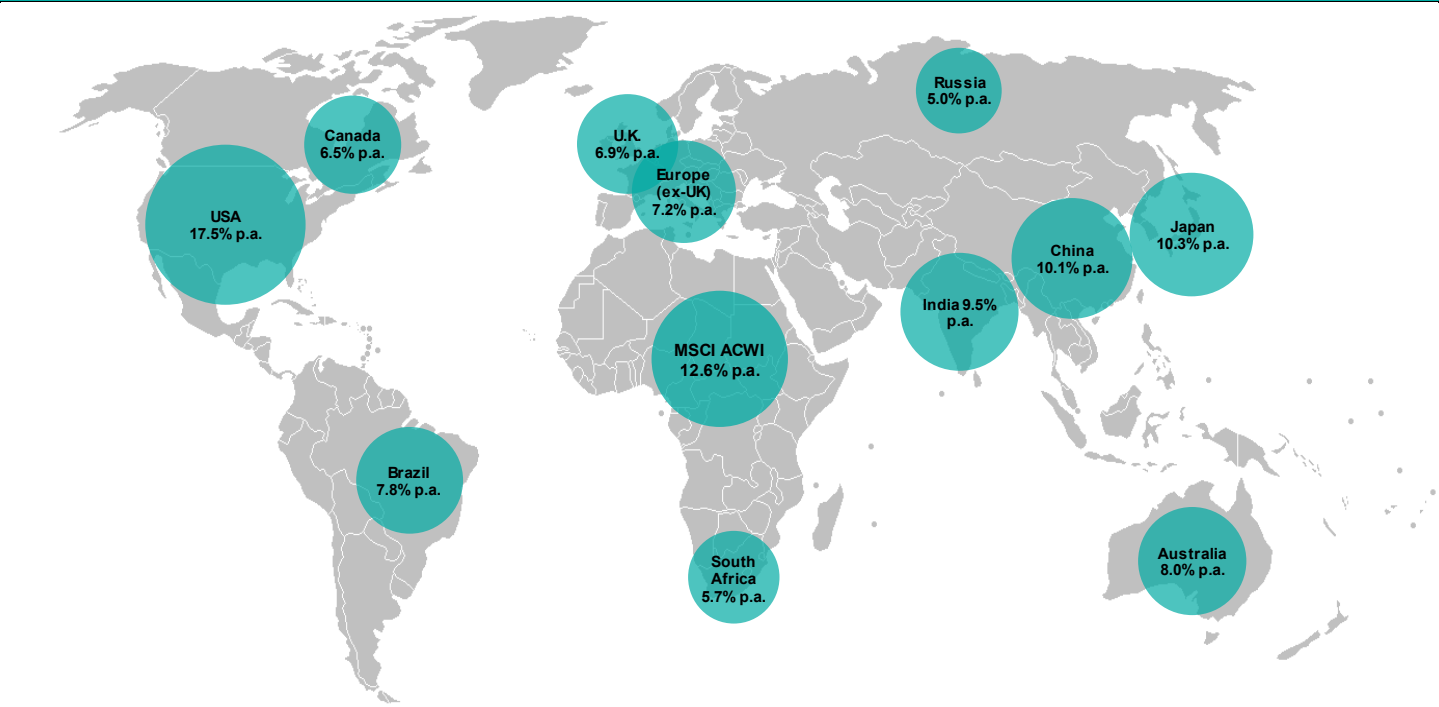 Russia
5.0% p.a.
Canada
6.5% p.a.
U.K.
6.9% p.a.
Europe
(ex-UK)
7.2% p.a.
USA
17.5% p.a.
Japan
10.3% p.a.
China
10.1% p.a.
India 9.5%
p.a.
MSCI ACWI
12.6% p.a.
Brazil
7.8% p.a.
South
Africa
5.7% p.a.
Australia
8.0% p.a.